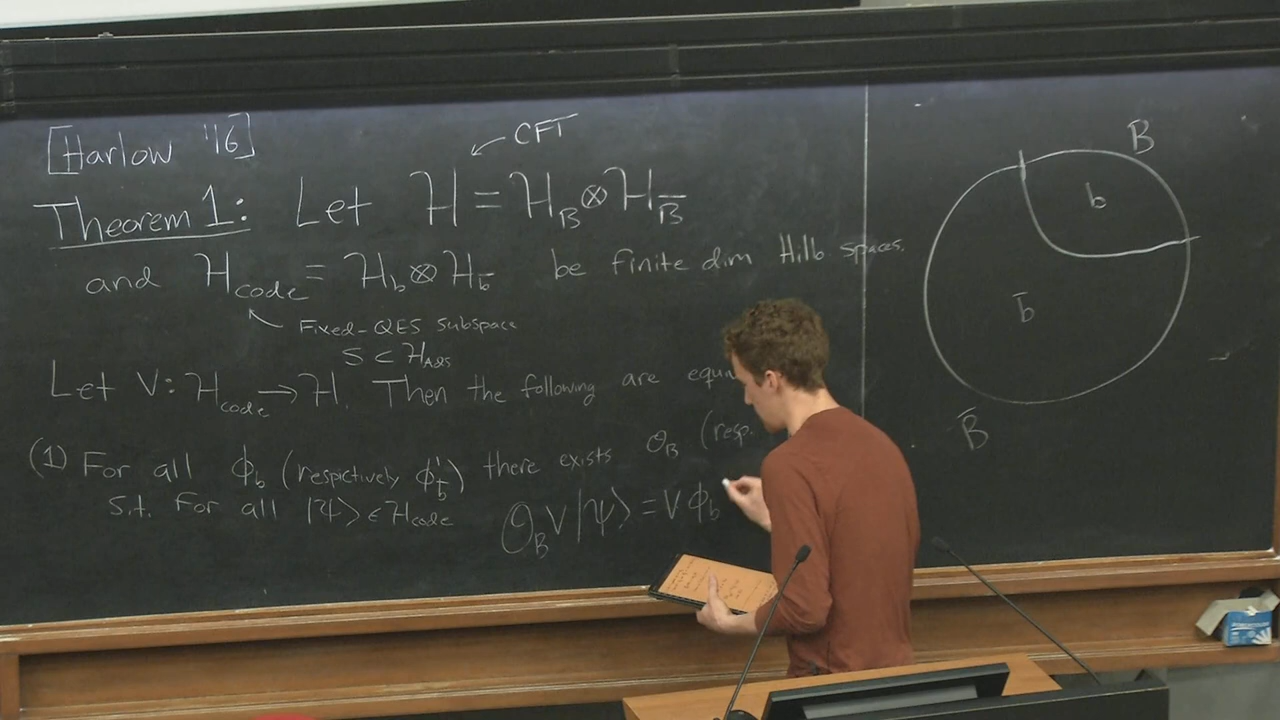 [Harlow '16]
CFT
Theorem 1: Let H = H_B ⊗ H_B̄
and H_code = H_b ⊗ H_b̄ be finite dim Hilb spaces.
Fixed-QES subspace
S ⊂ H_AdS
Let V: H_code → H. Then the following are
(1) For all ϕ_b (respictively ϕ'_b̄) there exists O_B (resp.
s.t. for all |ψ⟩ ∈ H_code O_B V|ψ⟩ = V ϕ_b
B
b
b̄
B̄